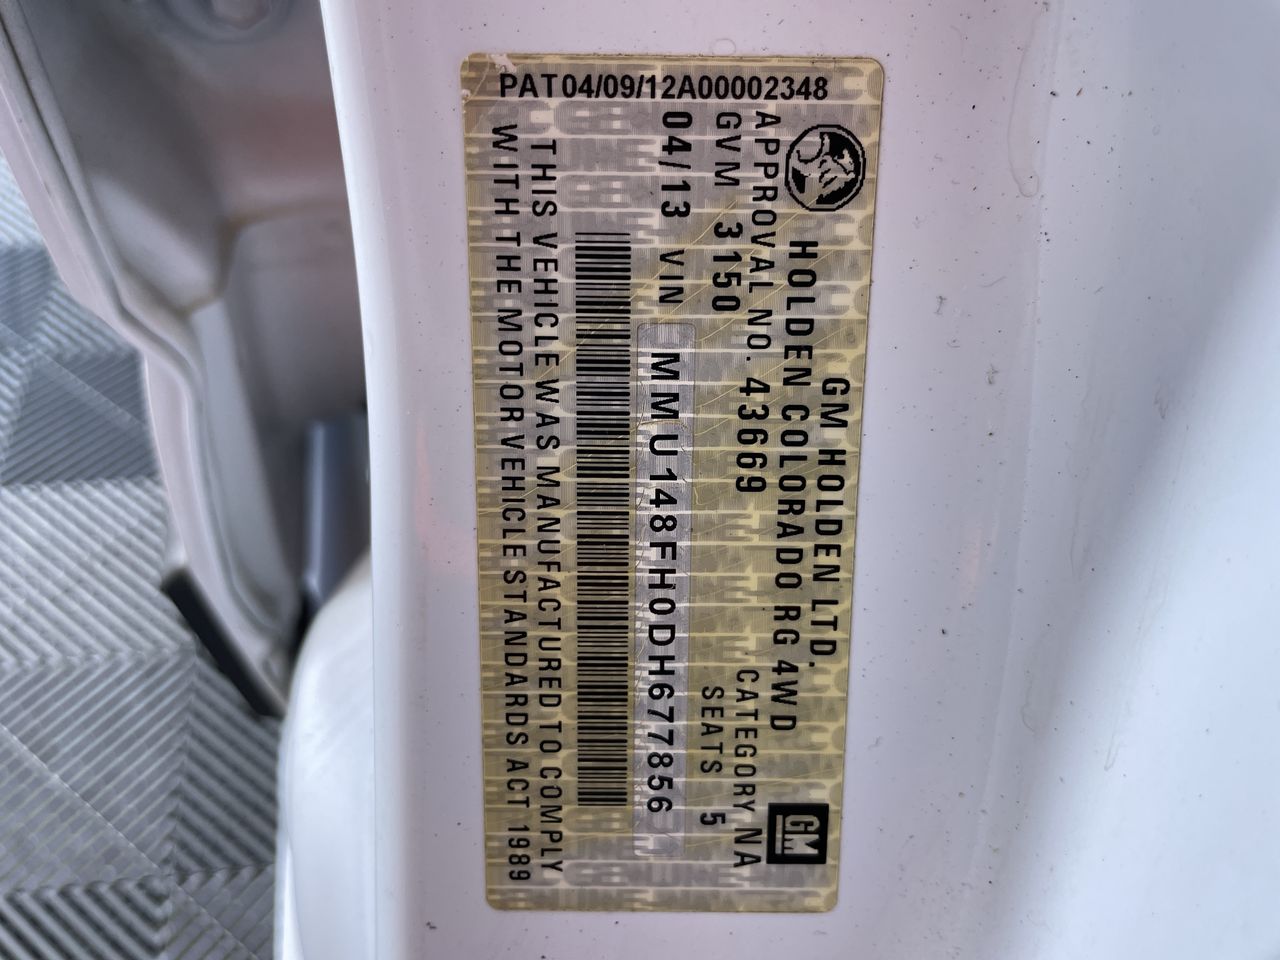 PAT04/09/12A00002348
GM HOLDEN LTD.
HOLDEN COLORADO RG 4WD
APPROVAL NO. 43669 CATEGORY NA
GVM 3150 SEATS 5
04/13 VIN MMU148FH0DH677856
THIS VEHICLE WAS MANUFACTURED TO COMPLY
WITH THE MOTOR VEHICLE STANDARDS ACT 1989
GM